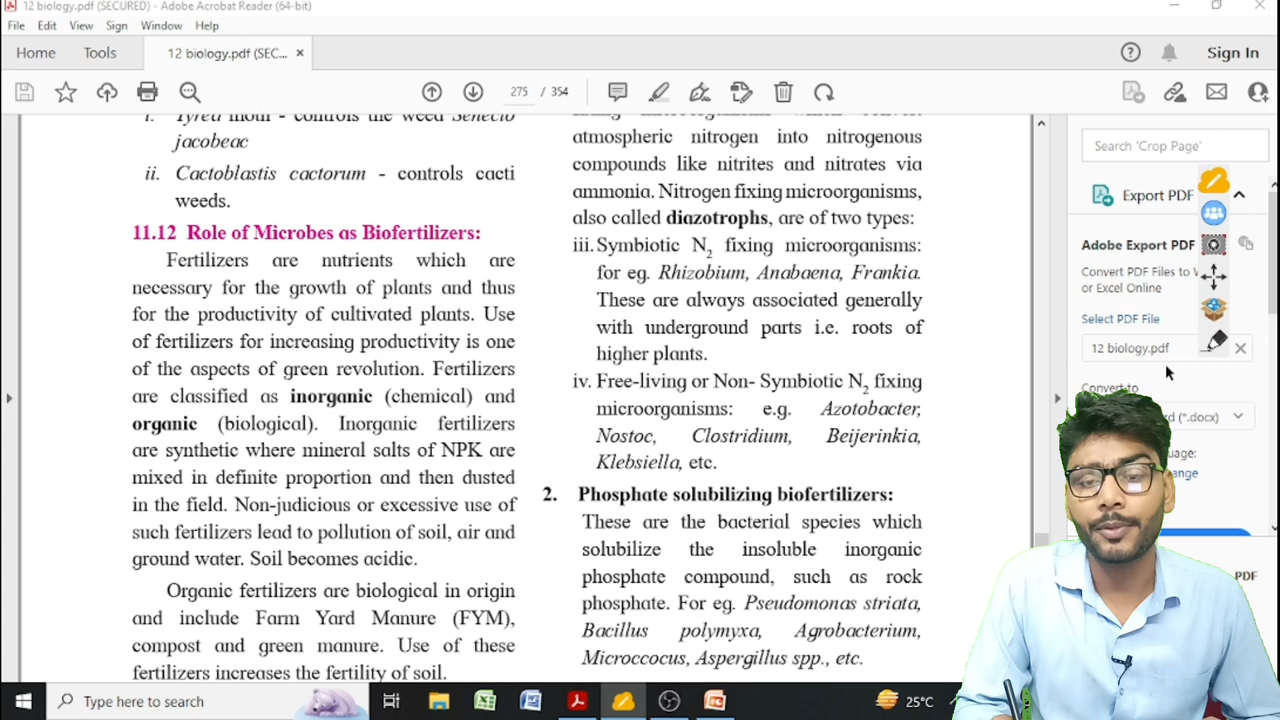 12 biology.pdf (SECURED) - Adobe Acrobat Reader (64-bit)
File Edit View Sign Window Help
Home Tools 12 biology.pdf (SEC... × Sign In
275 / 354
i. Tyred moth - controls the weed Senecio
jacobeac
ii. Cactoblastis cactorum - controls cacti
weeds.
11.12 Role of Microbes as Biofertilizers:
Fertilizers are nutrients which are
necessary for the growth of plants and thus
for the productivity of cultivated plants. Use
of fertilizers for increasing productivity is one
of the aspects of green revolution. Fertilizers
are classified as inorganic (chemical) and
organic (biological). Inorganic fertilizers
are synthetic where mineral salts of NPK are
mixed in definite proportion and then dusted
in the field. Non-judicious or excessive use of
such fertilizers lead to pollution of soil, air and
ground water. Soil becomes acidic.
Organic fertilizers are biological in origin
and include Farm Yard Manure (FYM),
compost and green manure. Use of these
fertilizers increases the fertility of soil.
atmospheric nitrogen into nitrogenous
compounds like nitrites and nitrates via
ammonia. Nitrogen fixing microorganisms,
also called diazotrophs, are of two types:
iii. Symbiotic N2 fixing microorganisms:
for eg. Rhizobium, Anabaena, Frankia.
These are always associated generally
with underground parts i.e. roots of
higher plants.
iv. Free-living or Non- Symbiotic N2 fixing
microorganisms: e.g. Azotobacter,
Nostoc, Clostridium, Beijerinkia,
Klebsiella, etc.
2. Phosphate solubilizing biofertilizers:
These are the bacterial species which
solubilize the insoluble inorganic
phosphate compound, such as rock
phosphate. For eg. Pseudomonas striata,
Bacillus polymyxa, Agrobacterium,
Microccocus, Aspergillus spp., etc.
Search 'Crop Page'
Export PDF
Adobe Export PDF
Convert PDF Files to
or Excel Online
Select PDF File
12 biology.pdf
Convert to
(*.docx)
PDF
Type here to search
25°C